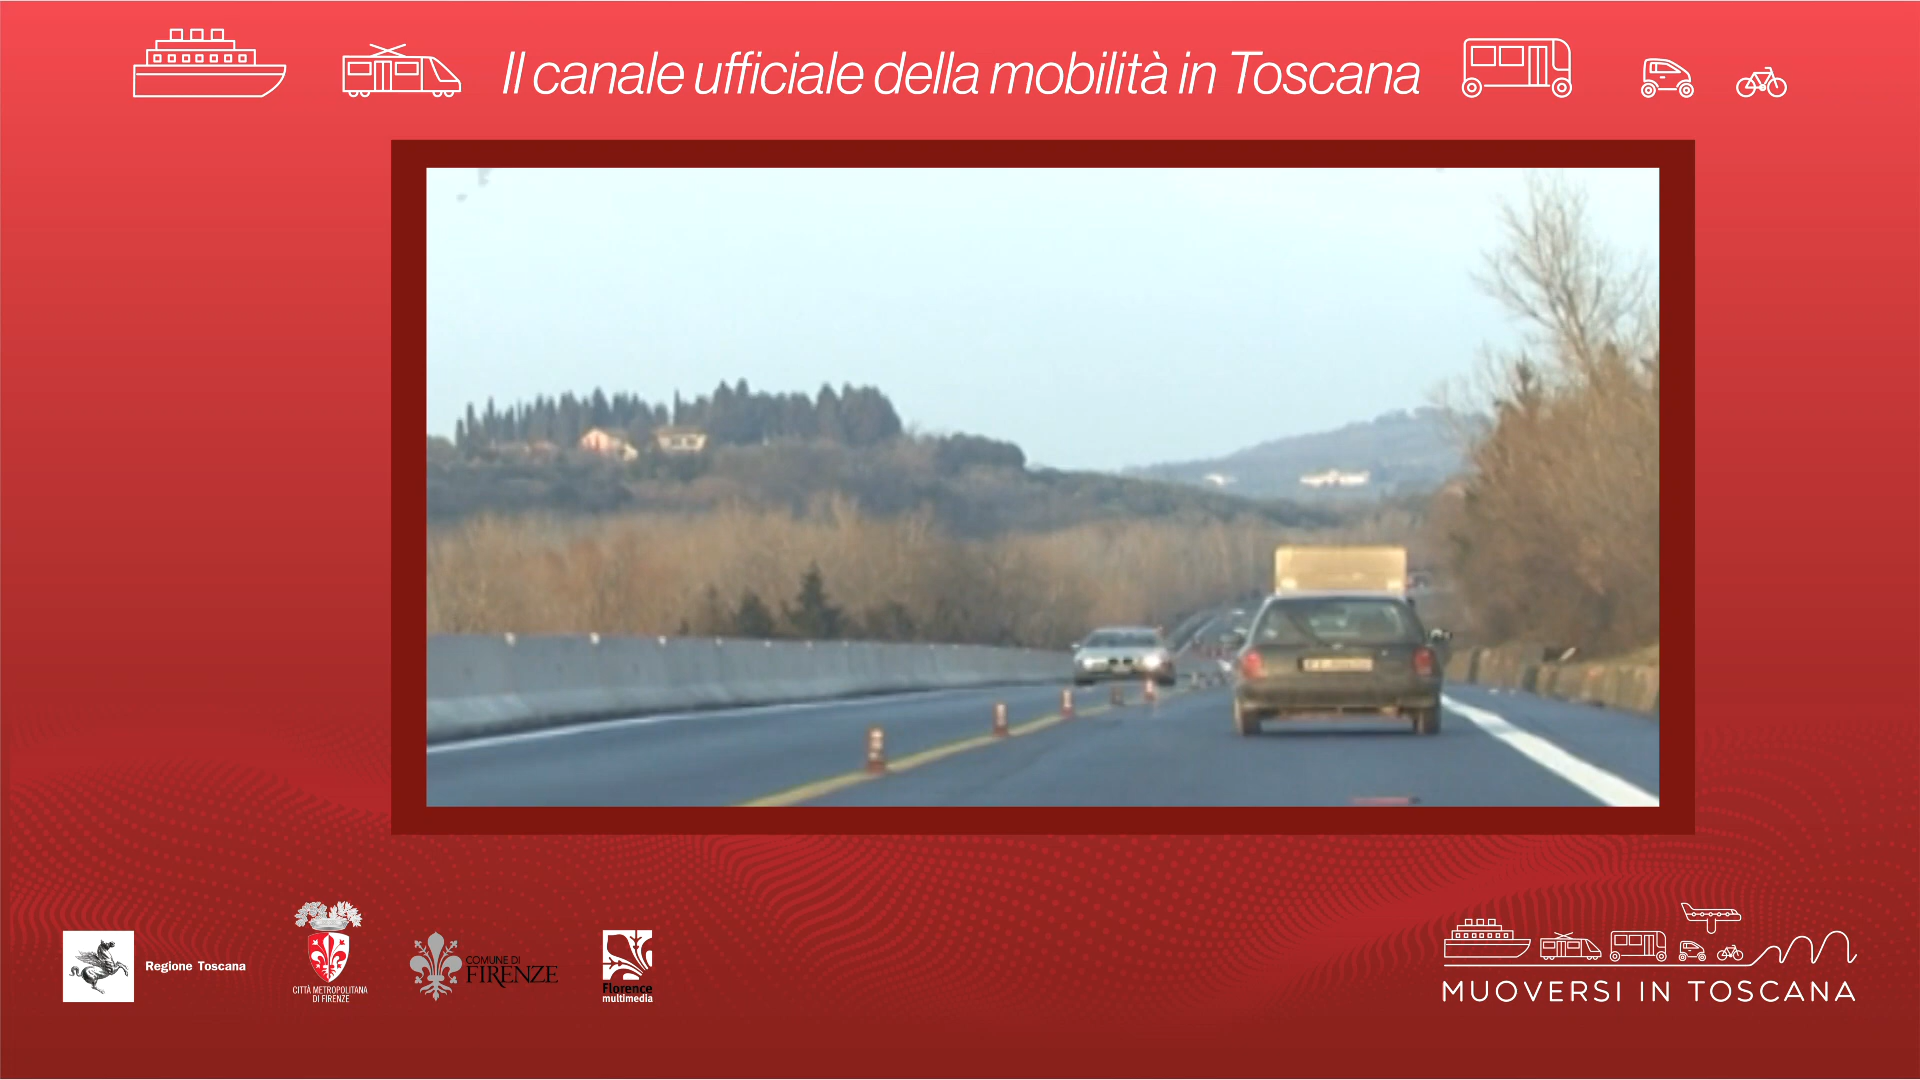 Il canale ufficiale della mobilità in Toscana
Regione Toscana
CITTÀ METROPOLITANA
DI FIRENZE
COMUNE DI
FIRENZE
Florence
multimedia
MUOVERSI IN TOSCANA